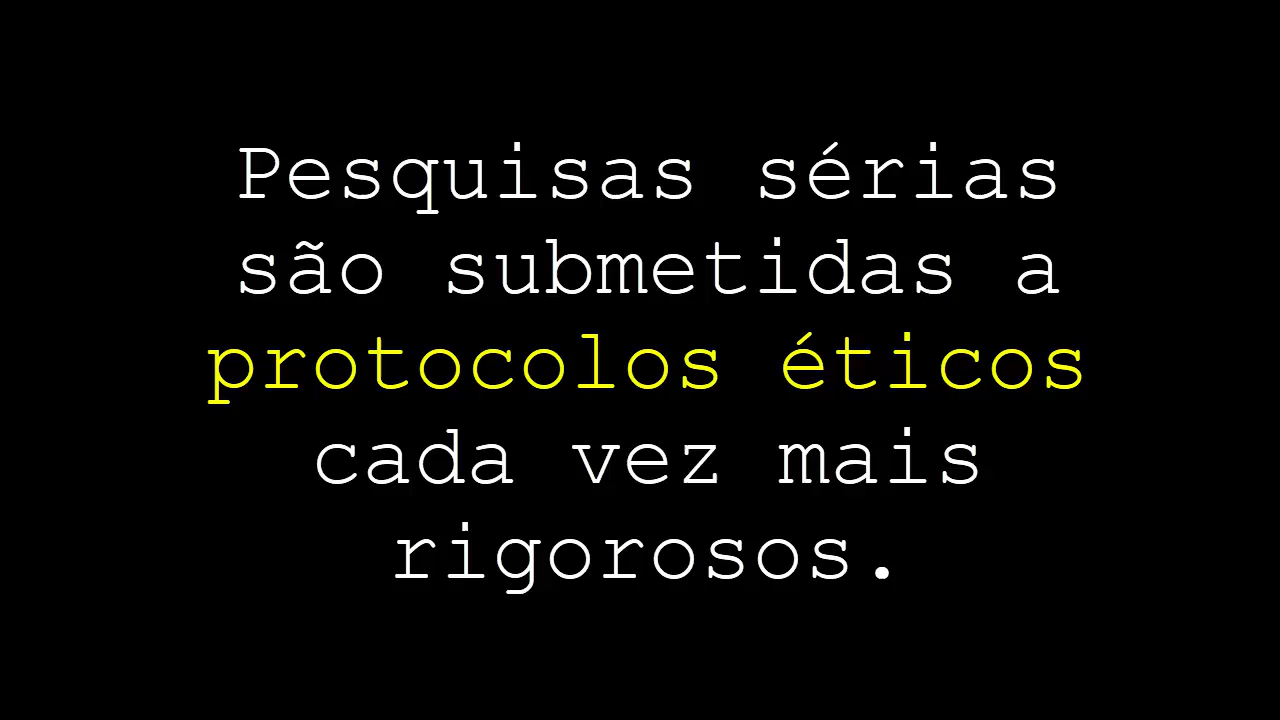 Pesquisas sérias
são submetidas a
protocolos éticos
cada vez mais
rigorosos.